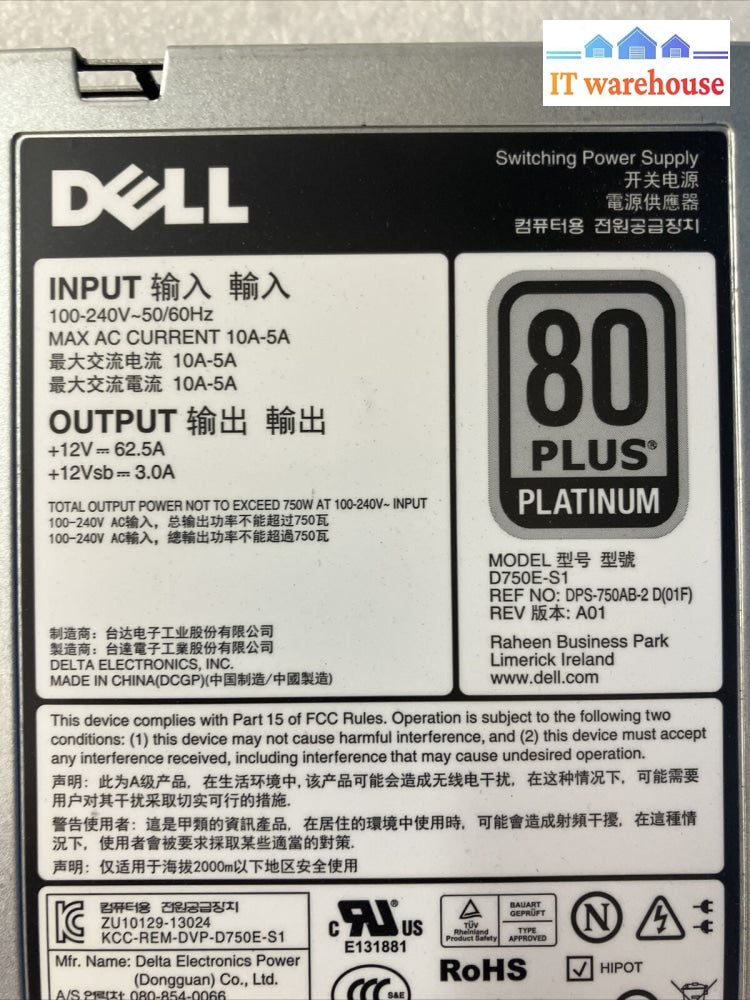 IT warehouse
DELL
Switching Power Supply
开关电源
電源供應器
컴퓨터용 전원공급장치
INPUT 输入 輸入
100-240V~50/60Hz
MAX AC CURRENT 10A-5A
最大交流电流 10A-5A
最大交流電流 10A-5A
OUTPUT 输出 輸出
+12V⎓ 62.5A
+12Vsb⎓ 3.0A
TOTAL OUTPUT POWER NOT TO EXCEED 750W AT 100-240V~ INPUT
100-240V AC输入，总输出功率不能超过750瓦
100-240V AC輸入，總輸出功率不能超過750瓦
制造商：台达电子工业股份有限公司
製造商：台達電子工業股份有限公司
DELTA ELECTRONICS, INC.
MADE IN CHINA(DCGP)(中国制造/中國製造)
80
PLUS®
PLATINUM
MODEL 型号 型號
D750E-S1
REF NO: DPS-750AB-2 D(01F)
REV 版本: A01
Raheen Business Park
Limerick Ireland
www.dell.com
This device complies with Part 15 of FCC Rules. Operation is subject to the following two
conditions: (1) this device may not cause harmful interference, and (2) this device must accept
any interference received, including interference that may cause undesired operation.
声明：此为A级产品，在生活环境中,该产品可能会造成无线电干扰，在这种情况下，可能需要
用户对其干扰采取切实可行的措施.
警告使用者：這是甲類的資訊產品，在居住的環境中使用時，可能會造成射頻干擾，在這種情
況下，使用者會被要求採取某些適當的對策.
声明：仅适用于海拔2000m以下地区安全使用
컴퓨터용 전원공급장치
ZU10129-13024
KCC-REM-DVP-D750E-S1
Mfr. Name: Delta Electronics Power
(Dongguan) Co., Ltd.
A/S 연락처 080-854-0066
c RU® US
E131881
TÜV
Rheinland
Product Safety
BAUART
GEPRÜFT
TYPE
APPROVED
N
RoHS
HIPOT
CCC S&E